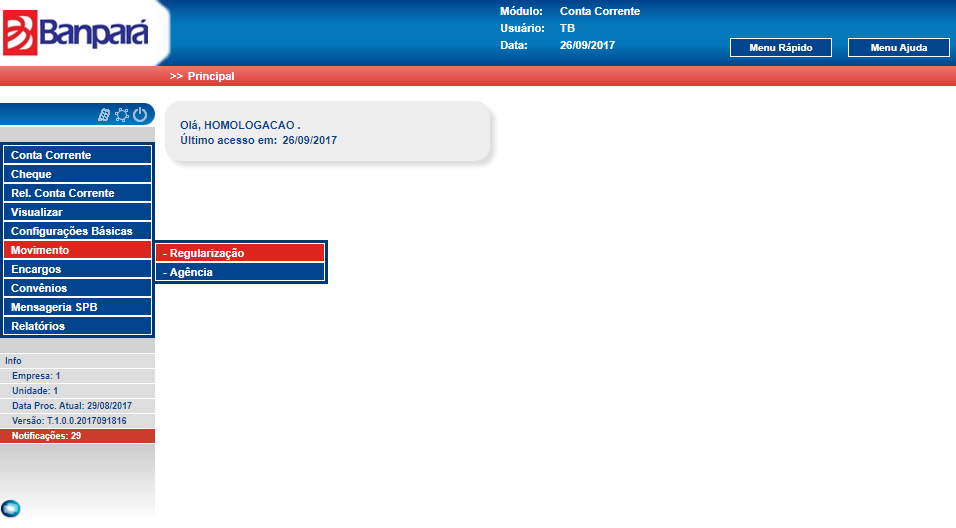 Banpará
Módulo: Conta Corrente
Usuário: TB
Data: 26/09/2017
Menu Rápido
Menu Ajuda
>> Principal
Olá, HOMOLOGACAO .
Último acesso em: 26/09/2017
Conta Corrente
Cheque
Rel. Conta Corrente
Visualizar
Configurações Básicas
Movimento
- Regularização
- Agência
Encargos
Convênios
Mensageria SPB
Relatórios
Info
Empresa: 1
Unidade: 1
Data Proc. Atual: 29/08/2017
Versão: T.1.0.0.2017091816
Notificações: 29